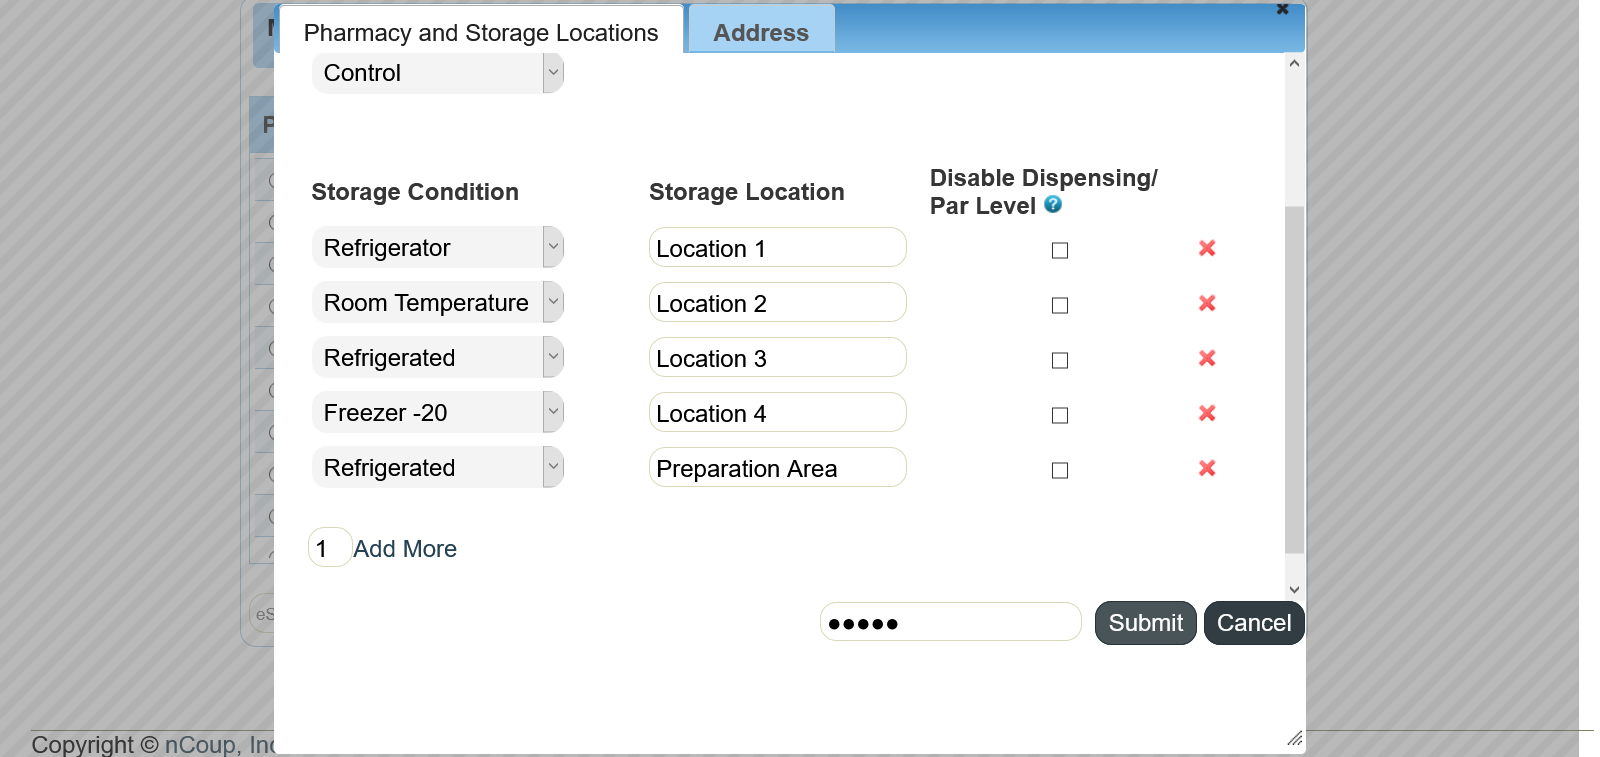 Pharmacy and Storage Locations
Address
Control
Storage Condition
Storage Location
Disable Dispensing/
Par Level
Refrigerator
Location 1
Room Temperature
Location 2
Refrigerated
Location 3
Freezer -20
Location 4
Refrigerated
Preparation Area
1 Add More
●●●●●
Submit
Cancel
eS
Copyright © nCoup, Inc